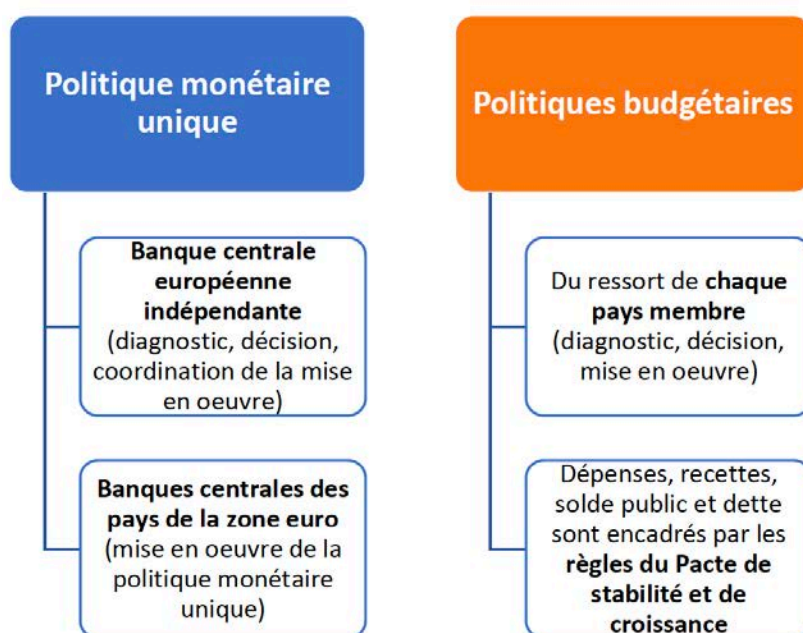 Politique monétaire
unique
Banque centrale
européenne
indépendante
(diagnostic, décision,
coordination de la mise
en oeuvre)
Banques centrales des
pays de la zone euro
(mise en oeuvre de la
politique monétaire
unique)
Politiques budgétaires
Du ressort de chaque
pays membre
(diagnostic, décision,
mise en oeuvre)
Dépenses, recettes,
solde public et dette
sont encadrés par les
règles du Pacte de
stabilité et de
croissance